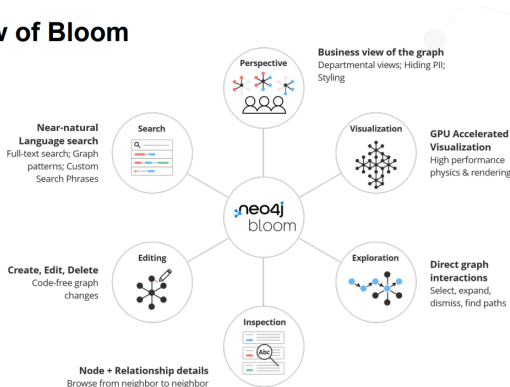 of Bloom
Perspective
Business view of the graph
Departmental views; Hiding PII;
Styling
Near-natural
Language search
Full-text search; Graph
patterns; Custom
Search Phrases
Search
Visualization
GPU Accelerated
Visualization
High performance
physics & rendering
neo4j
bloom
Create, Edit, Delete
Code-free graph
changes
Editing
Exploration
Direct graph
interactions
Select, expand,
dismiss, find paths
Inspection
Abc
Node + Relationship details
Browse from neighbor to neighbor